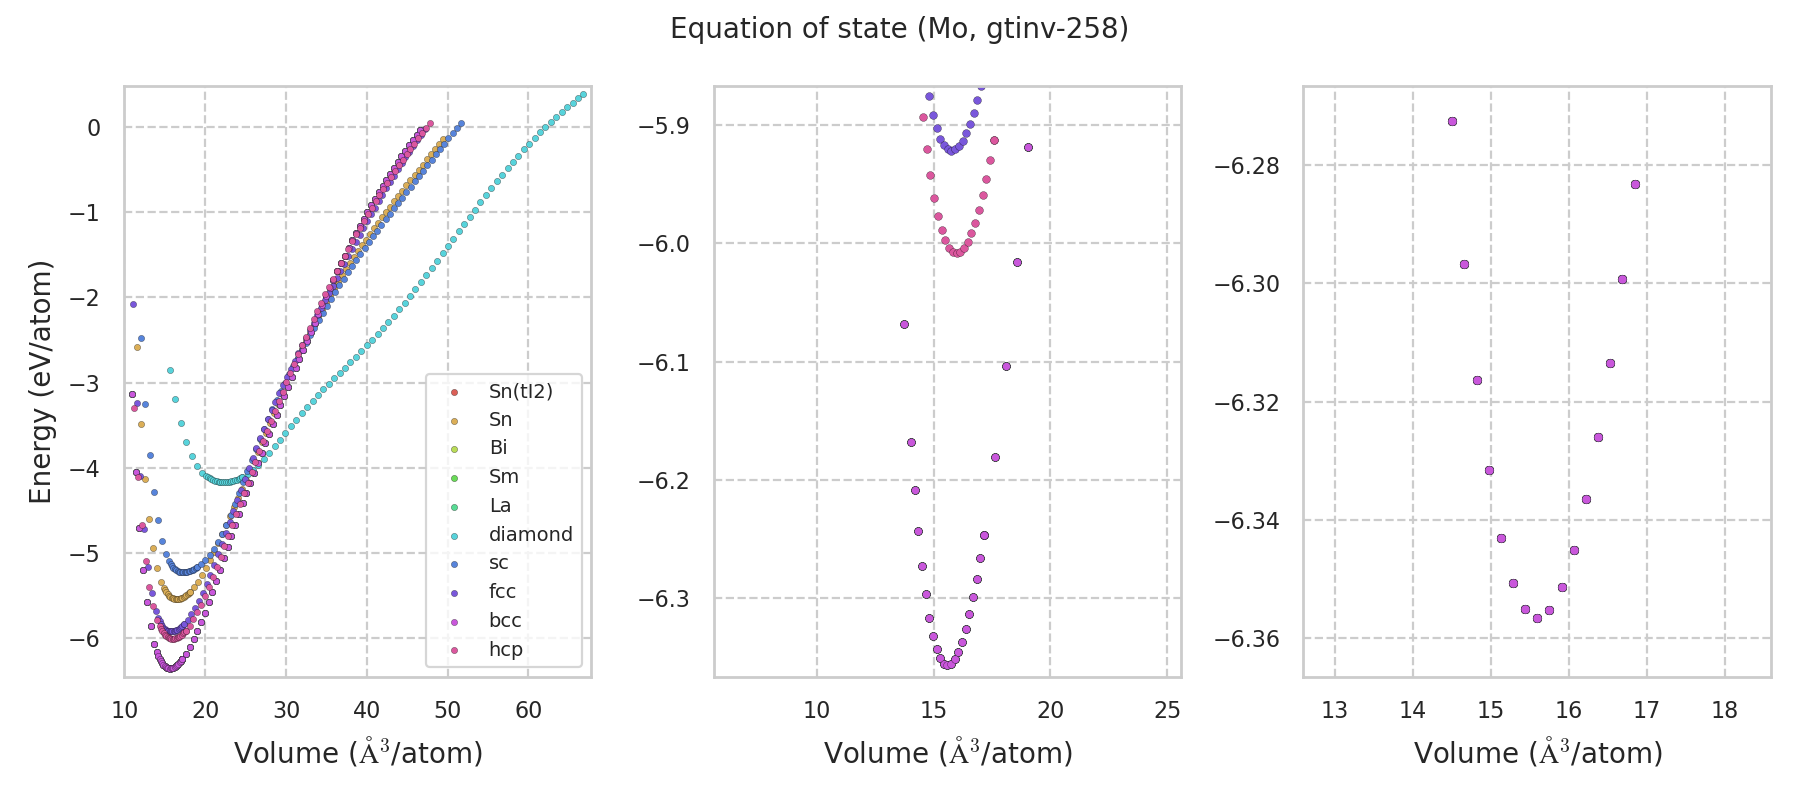 Equation of state (Mo, gtinv-258)
Energy (eV/atom)
0
−1
−2
−3
−4
−5
−6
10 20 30 40 50 60
Volume (Å³/atom)
Sn(tI2)
Sn
Bi
Sm
La
diamond
sc
fcc
bcc
hcp
−5.9
−6.0
−6.1
−6.2
−6.3
10 15 20 25
Volume (Å³/atom)
−6.28
−6.30
−6.32
−6.34
−6.36
13 14 15 16 17 18
Volume (Å³/atom)